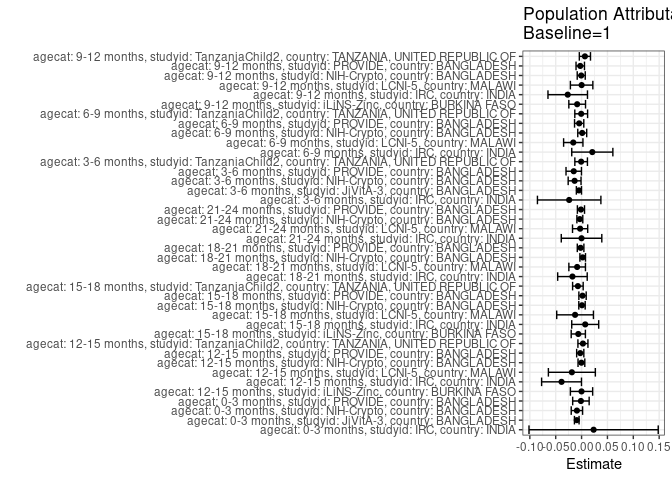 Population Attributa
Baseline=1
agecat: 9-12 months, studyid: TanzaniaChild2, country: TANZANIA, UNITED REPUBLIC OF
agecat: 9-12 months, studyid: PROVIDE, country: BANGLADESH
agecat: 9-12 months, studyid: NIH-Crypto, country: BANGLADESH
agecat: 9-12 months, studyid: LCNI-5, country: MALAWI
agecat: 9-12 months, studyid: IRC, country: INDIA
agecat: 9-12 months, studyid: iLiNS-Zinc, country: BURKINA FASO
agecat: 6-9 months, studyid: TanzaniaChild2, country: TANZANIA, UNITED REPUBLIC OF
agecat: 6-9 months, studyid: PROVIDE, country: BANGLADESH
agecat: 6-9 months, studyid: NIH-Crypto, country: BANGLADESH
agecat: 6-9 months, studyid: LCNI-5, country: MALAWI
agecat: 6-9 months, studyid: IRC, country: INDIA
agecat: 3-6 months, studyid: TanzaniaChild2, country: TANZANIA, UNITED REPUBLIC OF
agecat: 3-6 months, studyid: PROVIDE, country: BANGLADESH
agecat: 3-6 months, studyid: NIH-Crypto, country: BANGLADESH
agecat: 3-6 months, studyid: JiVitA-3, country: BANGLADESH
agecat: 3-6 months, studyid: IRC, country: INDIA
agecat: 21-24 months, studyid: PROVIDE, country: BANGLADESH
agecat: 21-24 months, studyid: NIH-Crypto, country: BANGLADESH
agecat: 21-24 months, studyid: LCNI-5, country: MALAWI
agecat: 21-24 months, studyid: IRC, country: INDIA
agecat: 18-21 months, studyid: PROVIDE, country: BANGLADESH
agecat: 18-21 months, studyid: NIH-Crypto, country: BANGLADESH
agecat: 18-21 months, studyid: LCNI-5, country: MALAWI
agecat: 18-21 months, studyid: IRC, country: INDIA
agecat: 15-18 months, studyid: TanzaniaChild2, country: TANZANIA, UNITED REPUBLIC OF
agecat: 15-18 months, studyid: PROVIDE, country: BANGLADESH
agecat: 15-18 months, studyid: NIH-Crypto, country: BANGLADESH
agecat: 15-18 months, studyid: LCNI-5, country: MALAWI
agecat: 15-18 months, studyid: IRC, country: INDIA
agecat: 15-18 months, studyid: iLiNS-Zinc, country: BURKINA FASO
agecat: 12-15 months, studyid: TanzaniaChild2, country: TANZANIA, UNITED REPUBLIC OF
agecat: 12-15 months, studyid: PROVIDE, country: BANGLADESH
agecat: 12-15 months, studyid: NIH-Crypto, country: BANGLADESH
agecat: 12-15 months, studyid: LCNI-5, country: MALAWI
agecat: 12-15 months, studyid: IRC, country: INDIA
agecat: 12-15 months, studyid: iLiNS-Zinc, country: BURKINA FASO
agecat: 0-3 months, studyid: PROVIDE, country: BANGLADESH
agecat: 0-3 months, studyid: NIH-Crypto, country: BANGLADESH
agecat: 0-3 months, studyid: JiVitA-3, country: BANGLADESH
agecat: 0-3 months, studyid: IRC, country: INDIA
-0.10 -0.05 0.00 0.05 0.10 0.15
Estimate